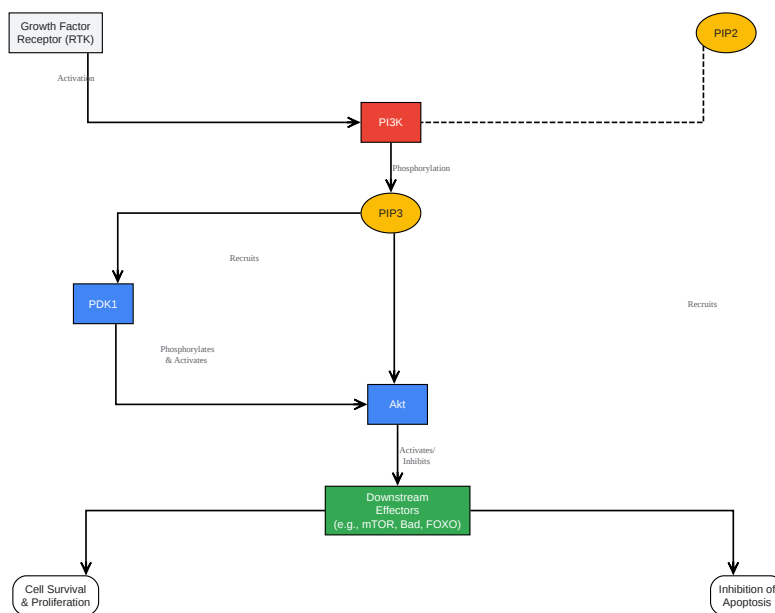 Growth Factor
Receptor (RTK)
PIP2
Activation
PI3K
Phosphorylation
PIP3
Recruits
PDK1
Recruits
Phosphorylates
& Activates
Akt
Activates/
Inhibits
Downstream
Effectors
(e.g., mTOR, Bad, FOXO)
Cell Survival
& Proliferation
Inhibition of
Apoptosis